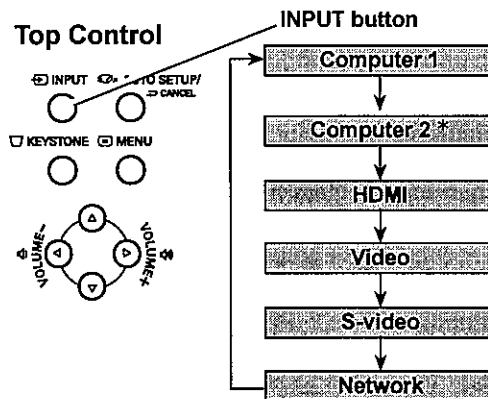 INPUT button
Top Control
INPUT
AUTO SETUP/
CANCEL
KEYSTONE
MENU
VOLUME-
VOLUME+
Computer 1
Computer 2 *
HDMI
Video
S-video
Network